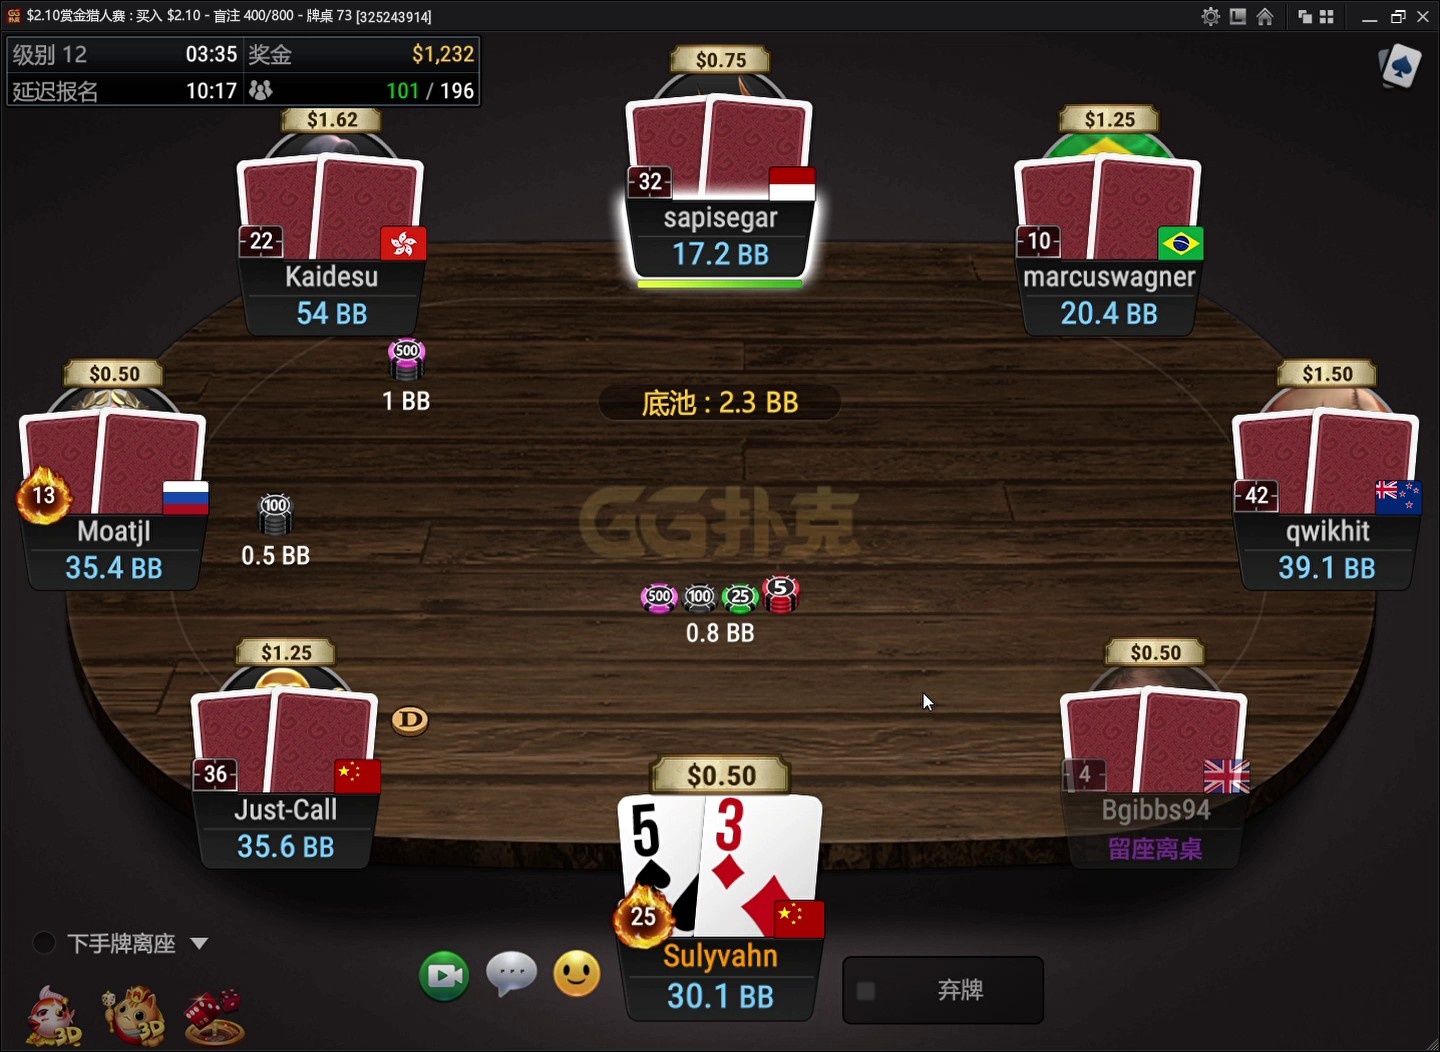 $2.10赏金猎人赛 : 买入 $2.10 - 盲注 400/800 - 牌桌 73 [325243914]
级别 12 03:35 奖金 $1,232
延迟报名 10:17 101 / 196
$0.75
32
sapisegar
17.2 BB
$1.62
22
Kaidesu
54 BB
500
1 BB
$1.25
10
marcuswagner
20.4 BB
$0.50
13
Moatjl
35.4 BB
100
0.5 BB
底池 : 2.3 BB
GG扑克
500 100 25 5
0.8 BB
$1.50
42
qwikhit
39.1 BB
$1.25
36
Just-Call
35.6 BB
D
$0.50
4
Bgibbs94
留座离桌
$0.50
5 3
25
Sulyvahn
30.1 BB
下手牌离座
弃牌
3D 3D